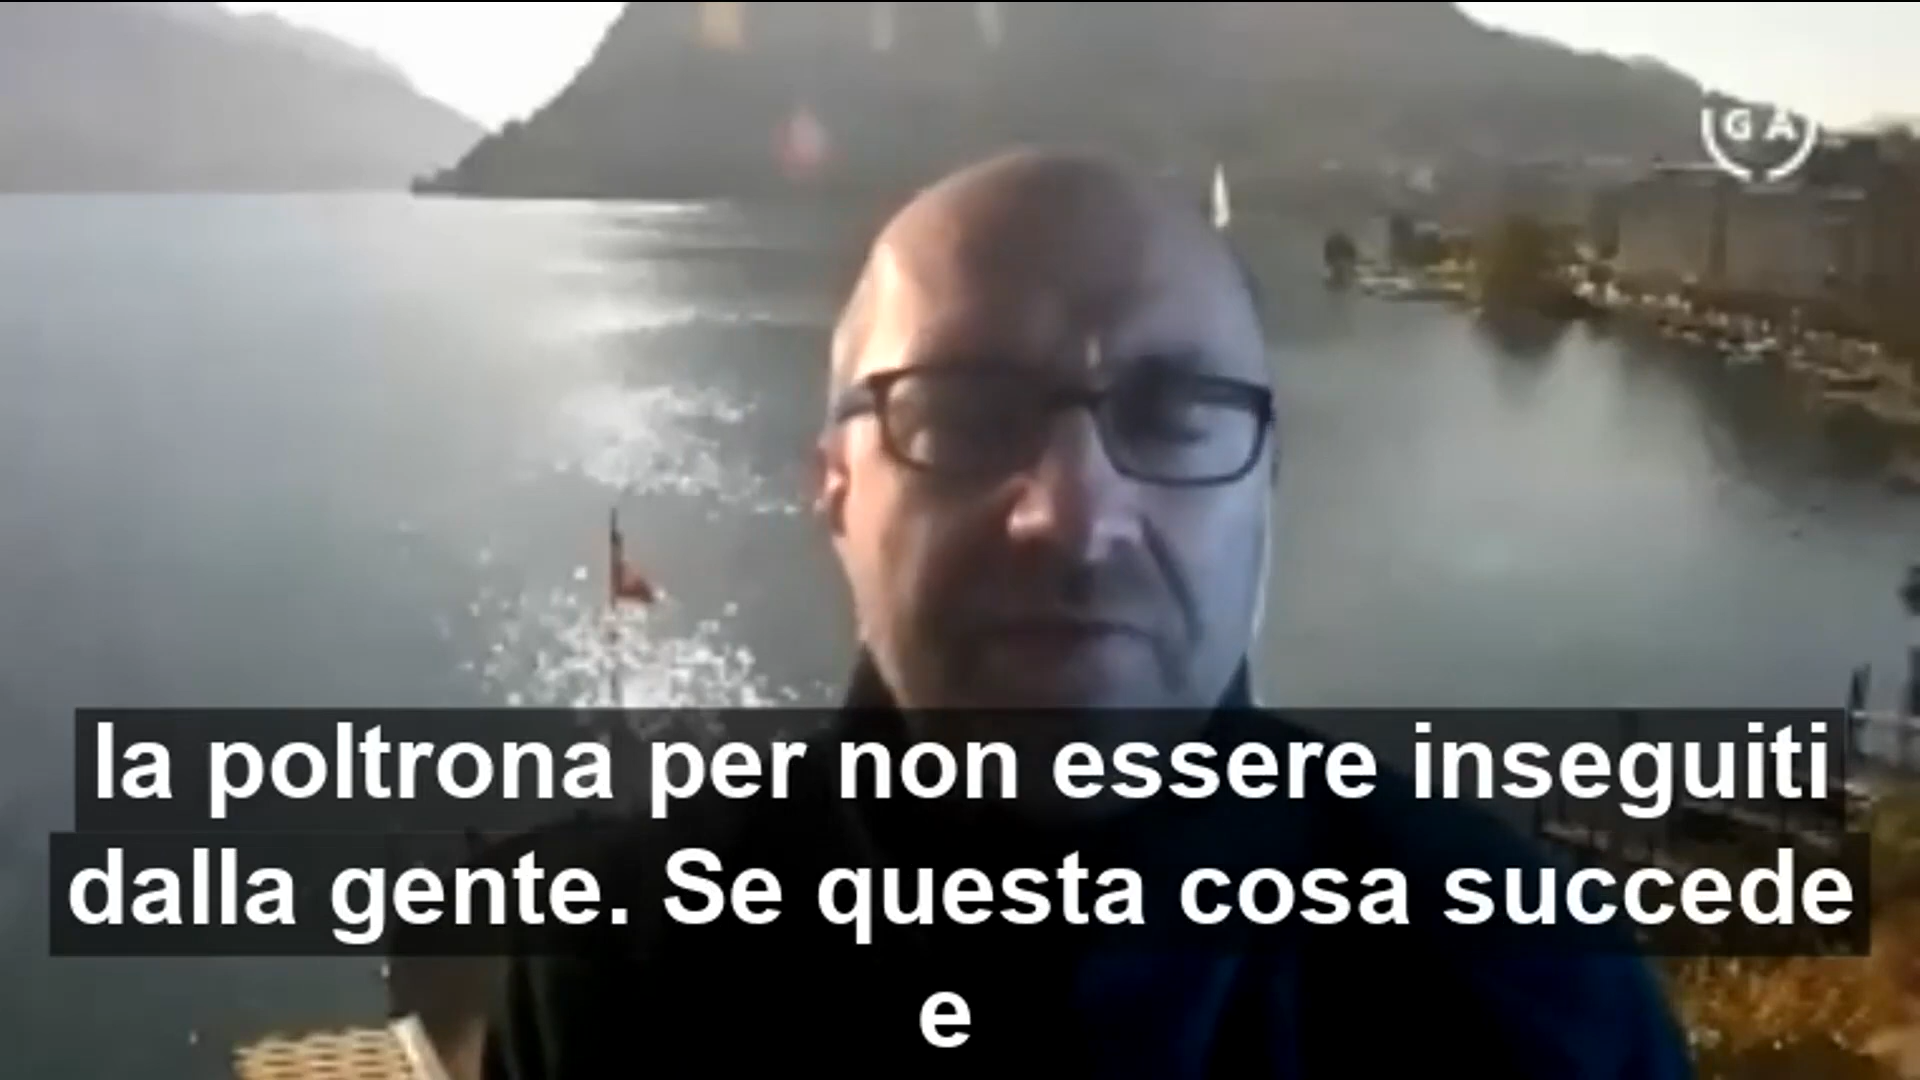 G A
la poltrona per non essere inseguiti
dalla gente. Se questa cosa succede
e